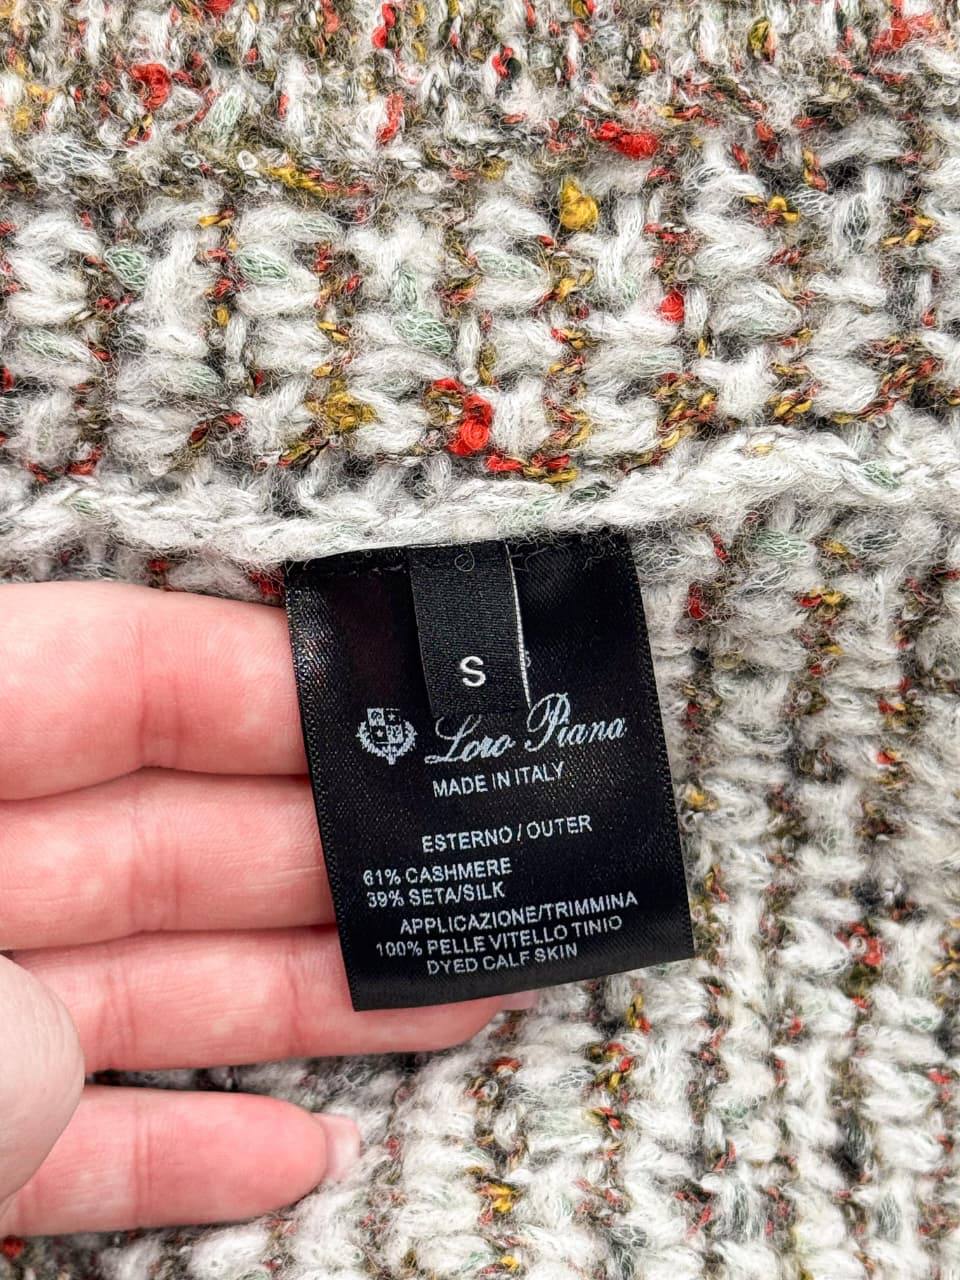 S
Loro Piana
MADE IN ITALY
ESTERNO / OUTER
61% CASHMERE
39% SETA/SILK
APPLICAZIONE/TRIMMINA
100% PELLE VITELLO TINIO
DYED CALF SKIN